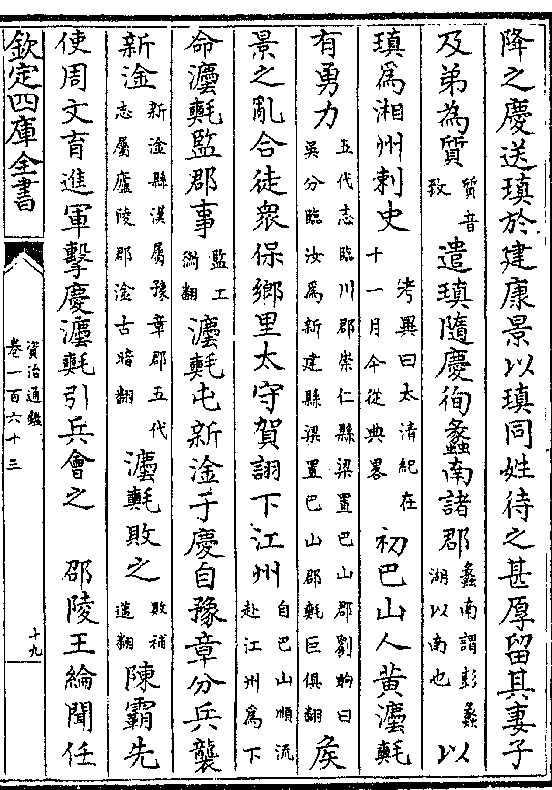 降之慶送瑱於建康景以瑱同姓待之甚厚留其妻子
及弟為質質音致遣瑱隨慶徇蠡南諸郡蠡南謂彭蠡湖以南也以
瑱為湘州刺史考異曰太清紀在十一月今從典畧初巴山人黃灋𣰰
有勇力五代志臨川郡崇仁縣梁置巴山郡劉昫曰吳分臨汝為新建縣梁置巴山郡𣰰巨俱翻矦
景之亂合徒衆保鄉里太守賀詡下江州自巴山順流赴江州為下
命灋𣰰監郡事監工銜翻灋𣰰屯新淦于慶自豫章分兵襲
新淦新淦縣漢屬豫章郡五代志屬廬陵郡淦古暗翻灋𣰰敗之敗補邁翻陳霸先
使周文育進軍擊慶灋𣰰引兵會之 邵陵王綸聞任
欽定四庫全書
資治通鑑
卷一百六十三
十九